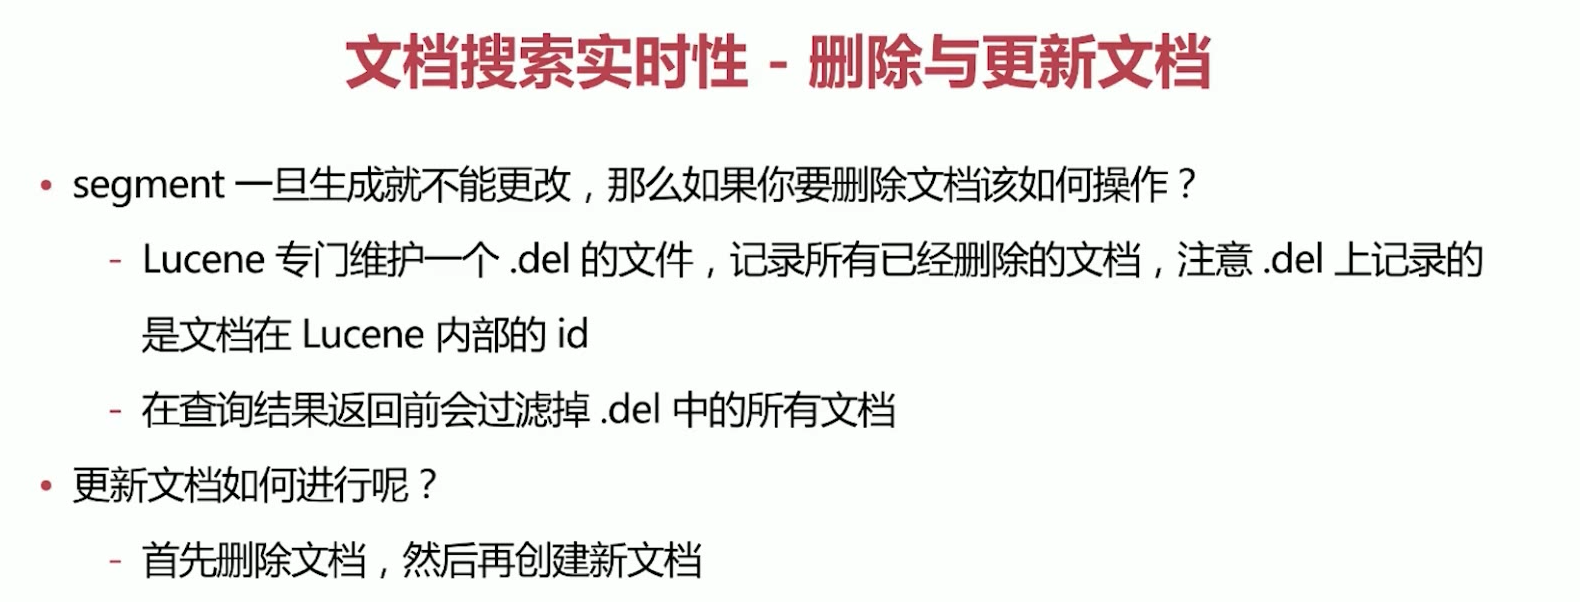 文档搜索实时性 - 删除与更新文档
• segment 一旦生成就不能更改，那么如果你要删除文档该如何操作？
- Lucene 专门维护一个 .del 的文件，记录所有已经删除的文档，注意 .del 上记录的
是文档在 Lucene 内部的 id
- 在查询结果返回前会过滤掉 .del 中的所有文档
• 更新文档如何进行呢？
- 首先删除文档，然后再创建新文档